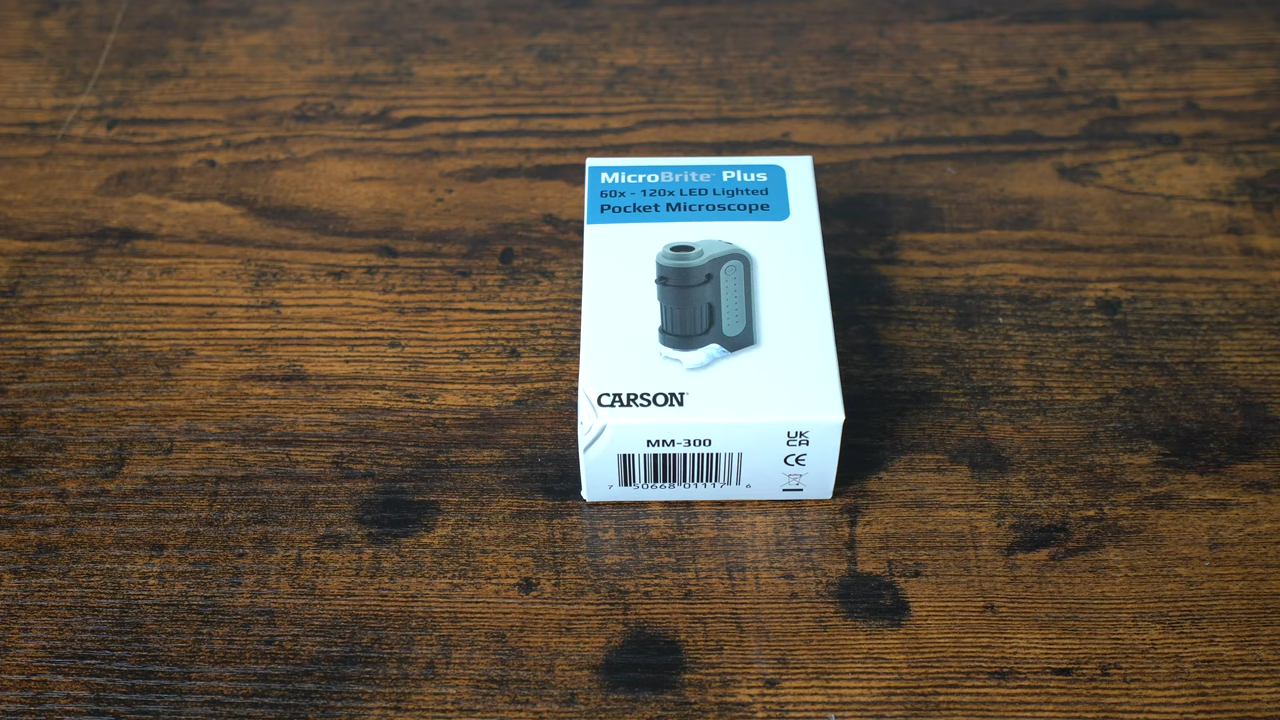 MicroBrite™ Plus
60x - 120x LED Lighted
Pocket Microscope
CARSON®
MM-300
UK
CA
CE
7 50668 01117 6